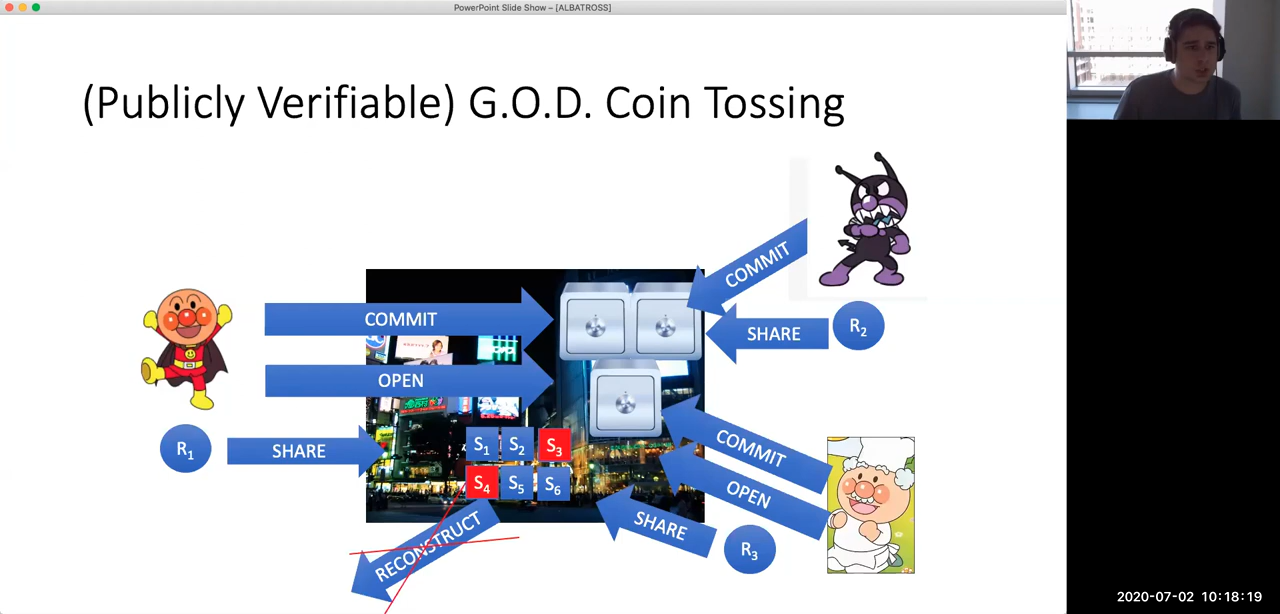 PowerPoint Slide Show – [ALBATROSS]
(Publicly Verifiable) G.O.D. Coin Tossing
COMMIT
COMMIT
SHARE
R2
OPEN
R1
SHARE
S1 S2 S3
S4 S5 S6
COMMIT
OPEN
RECONSTRUCT
SHARE
R3
2020-07-02 10:18:19